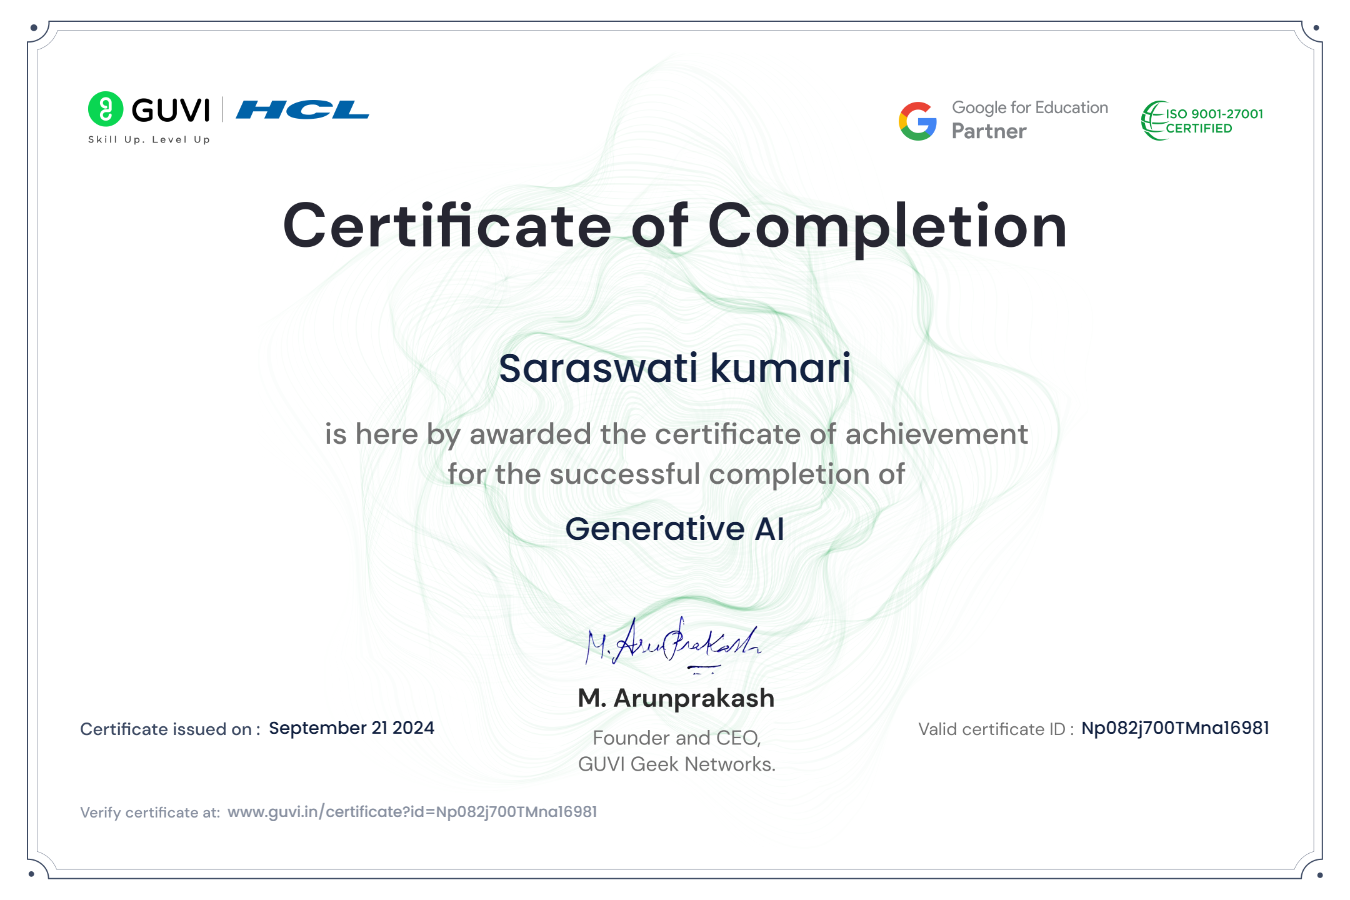 GUVI HCL
Skill Up. Level Up
Google for Education
Partner
ISO 9001-27001
CERTIFIED
Certificate of Completion
Saraswati kumari
is here by awarded the certificate of achievement
for the successful completion of
Generative AI
M. ArunPrakash
M. Arunprakash
Founder and CEO,
GUVI Geek Networks.
Certificate issued on : September 21 2024
Valid certificate ID : Np082j700TMna16981
Verify certificate at: www.guvi.in/certificate?id=Np082j700TMna16981